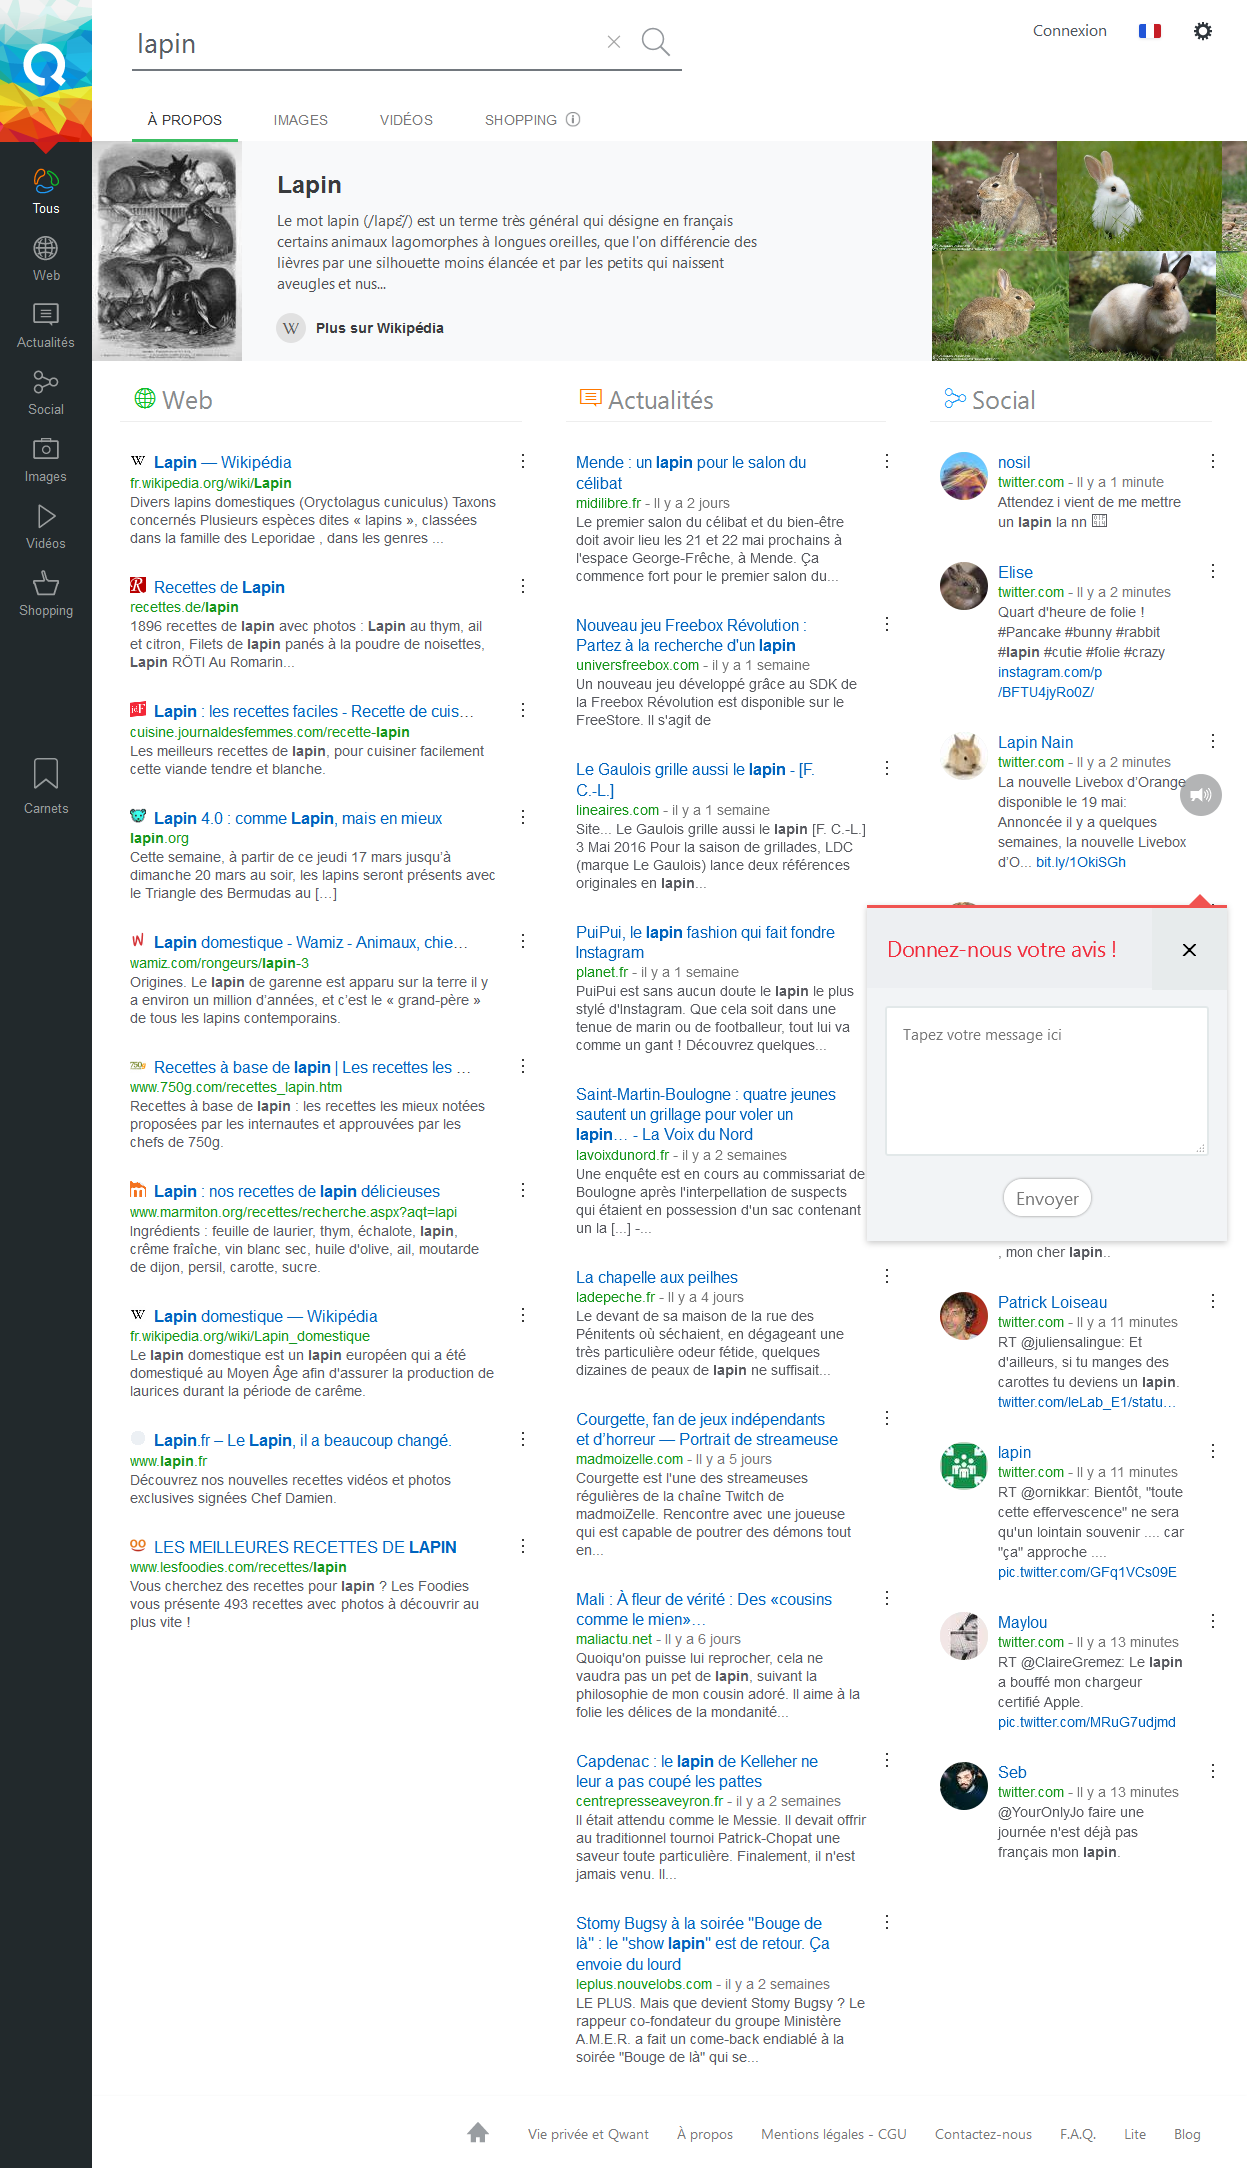 lapin
Connexion
À PROPOS
IMAGES
VIDÉOS
SHOPPING
Tous
Web
Actualités
Social
Images
Vidéos
Shopping
Carnets
Lapin
Le mot lapin (/lapɛ̃/) est un terme très général qui désigne en français
certains animaux lagomorphes à longues oreilles, que l'on différencie des
lièvres par une silhouette moins élancée et par les petits qui naissent
aveugles et nus...
W Plus sur Wikipédia
Web
W Lapin — Wikipédia
fr.wikipedia.org/wiki/Lapin
Divers lapins domestiques (Oryctolagus cuniculus) Taxons
concernés Plusieurs espèces dites « lapins », classées
dans la famille des Leporidae , dans les genres ...
R Recettes de Lapin
recettes.de/lapin
1896 recettes de lapin avec photos : Lapin au thym, ail
et citron, Filets de lapin panés à la poudre de noisettes,
Lapin RÔTI Au Romarin...
Lapin : les recettes faciles - Recette de cuis…
cuisine.journaldesfemmes.com/recette-lapin
Les meilleurs recettes de lapin, pour cuisiner facilement
cette viande tendre et blanche.
Lapin 4.0 : comme Lapin, mais en mieux
lapin.org
Cette semaine, à partir de ce jeudi 17 mars jusqu'à
dimanche 20 mars au soir, les lapins seront présents avec
le Triangle des Bermudas au […]
W Lapin domestique - Wamiz - Animaux, chie…
wamiz.com/rongeurs/lapin-3
Origines. Le lapin de garenne est apparu sur la terre il y
a environ un million d'années, et c'est le « grand-père »
de tous les lapins contemporains.
750g Recettes à base de lapin | Les recettes les …
www.750g.com/recettes_lapin.htm
Recettes à base de lapin : les recettes les mieux notées
proposées par les internautes et approuvées par les
chefs de 750g.
m Lapin : nos recettes de lapin délicieuses
www.marmiton.org/recettes/recherche.aspx?aqt=lapi
Ingrédients : feuille de laurier, thym, échalote, lapin,
crême fraîche, vin blanc sec, huile d'olive, ail, moutarde
de dijon, persil, carotte, sucre.
W Lapin domestique — Wikipédia
fr.wikipedia.org/wiki/Lapin_domestique
Le lapin domestique est un lapin européen qui a été
domestiqué au Moyen Âge afin d'assurer la production de
laurices durant la période de carême.
Lapin.fr – Le Lapin, il a beaucoup changé.
www.lapin.fr
Découvrez nos nouvelles recettes vidéos et photos
exclusives signées Chef Damien.
LES MEILLEURES RECETTES DE LAPIN
www.lesfoodies.com/recettes/lapin
Vous cherchez des recettes pour lapin ? Les Foodies
vous présente 493 recettes avec photos à découvrir au
plus vite !
Actualités
Mende : un lapin pour le salon du
célibat
midilibre.fr - Il y a 2 jours
Le premier salon du célibat et du bien-être
doit avoir lieu les 21 et 22 mai prochains à
l'espace George-Frêche, à Mende. Ça
commence fort pour le premier salon du...
Nouveau jeu Freebox Révolution :
Partez à la recherche d'un lapin
universfreebox.com - il y a 1 semaine
Un nouveau jeu développé grâce au SDK de
la Freebox Révolution est disponible sur le
FreeStore. Il s'agit de
Le Gaulois grille aussi le lapin - [F.
C.-L.]
lineaires.com - il y a 1 semaine
Site... Le Gaulois grille aussi le lapin [F. C.-L.]
3 Mai 2016 Pour la saison de grillades, LDC
(marque Le Gaulois) lance deux références
originales en lapin...
PuiPui, le lapin fashion qui fait fondre
Instagram
planet.fr - il y a 1 semaine
PuiPui est sans aucun doute le lapin le plus
stylé d'Instagram. Que cela soit dans une
tenue de marin ou de footballeur, tout lui va
comme un gant ! Découvrez quelques...
Saint-Martin-Boulogne : quatre jeunes
sautent un grillage pour voler un
lapin… - La Voix du Nord
lavoixdunord.fr - il y a 2 semaines
Une enquête est en cours au commissariat de
Boulogne après l'interpellation de suspects
qui étaient en possession d'un sac contenant
un la [...] -...
La chapelle aux peilhes
ladepeche.fr - Il y a 4 jours
Le devant de sa maison de la rue des
Pénitents où séchaient, en dégageant une
très particulière odeur fétide, quelques
dizaines de peaux de lapin ne suffisait...
Courgette, fan de jeux indépendants
et d'horreur — Portrait de streameuse
madmoizelle.com - Il y a 5 jours
Courgette est l'une des streameuses
régulières de la chaîne Twitch de
madmoiZelle. Rencontre avec une joueuse
qui est capable de poutrer des démons tout
en...
Mali : À fleur de vérité : Des «cousins
comme le mien»…
maliactu.net - Il y a 6 jours
Quoiqu'on puisse lui reprocher, cela ne
vaudra pas un pet de lapin, suivant la
philosophie de mon cousin adoré. Il aime à la
folie les délices de la mondanité...
Capdenac : le lapin de Kelleher ne
leur a pas coupé les pattes
centrepresseaveyron.fr - il y a 2 semaines
Il était attendu comme le Messie. Il devait offrir
au traditionnel tournoi Patrick-Chopat une
saveur toute particulière. Finalement, il n'est
jamais venu. Il...
Stomy Bugsy à la soirée "Bouge de
là" : le "show lapin" est de retour. Ça
envoie du lourd
leplus.nouvelobs.com - il y a 2 semaines
LE PLUS. Mais que devient Stomy Bugsy ? Le
rappeur co-fondateur du groupe Ministère
A.M.E.R. a fait un come-back endiablé à la
soirée "Bouge de là" qui se...
Social
nosil
twitter.com - Il y a 1 minute
Attendez i vient de me mettre
un lapin la nn
Elise
twitter.com - Il y a 2 minutes
Quart d'heure de folie !
#Pancake #bunny #rabbit
#lapin #cutie #folie #crazy
instagram.com/p
/BFTU4jyRo0Z/
Lapin Nain
twitter.com - Il y a 2 minutes
La nouvelle Livebox d'Orange
disponible le 19 mai:
Annoncée il y a quelques
semaines, la nouvelle Livebox
d'O... bit.ly/1OkiSGh
Donnez-nous votre avis !
Tapez votre message ici
Envoyer
, mon cher lapin..
Patrick Loiseau
twitter.com - Il y a 11 minutes
RT @juliensalingue: Et
d'ailleurs, si tu manges des
carottes tu deviens un lapin.
twitter.com/leLab_E1/statu…
lapin
twitter.com - Il y a 11 minutes
RT @ornikkar: Bientôt, "toute
cette effervescence" ne sera
qu'un lointain souvenir .... car
"ça" approche ....
pic.twitter.com/GFq1VCs09E
Maylou
twitter.com - Il y a 13 minutes
RT @ClaireGremez: Le lapin
a bouffé mon chargeur
certifié Apple.
pic.twitter.com/MRuG7udjmd
Seb
twitter.com - Il y a 13 minutes
@YourOnlyJo faire une
journée n'est déjà pas
français mon lapin.
Vie privée et Qwant
À propos
Mentions légales - CGU
Contactez-nous
F.A.Q.
Lite
Blog